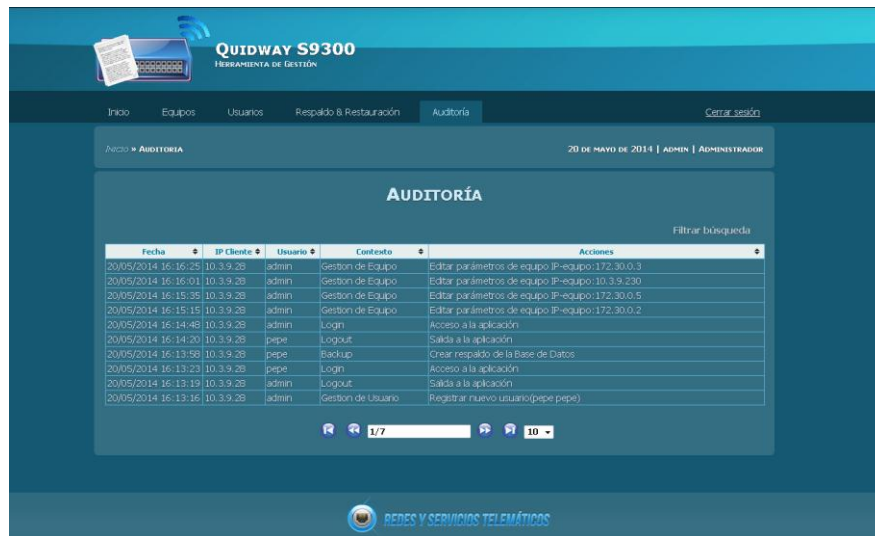 QUIDWAY S9300
HERRAMIENTA DE GESTIÓN
Inicio Equipos Usuarios Respaldo & Restauración Auditoría Cerrar sesión
INICIO » AUDITORIA 20 DE MAYO DE 2014 | ADMIN | ADMINISTRADOR
AUDITORÍA
Filtrar búsqueda
Fecha IP Cliente Usuario Contexto Acciones
20/05/2014 16:16:25 10.3.9.28 admin Gestion de Equipo Editar parámetros de equipo IP-equipo:172.30.0.3
20/05/2014 16:16:01 10.3.9.28 admin Gestion de Equipo Editar parámetros de equipo IP-equipo:10.3.9.230
20/05/2014 16:15:35 10.3.9.28 admin Gestion de Equipo Editar parámetros de equipo IP-equipo:172.30.0.5
20/05/2014 16:15:15 10.3.9.28 admin Gestion de Equipo Editar parámetros de equipo IP-equipo:172.30.0.2
20/05/2014 16:14:48 10.3.9.28 admin Login Acceso a la aplicación
20/05/2014 16:14:20 10.3.9.28 pepe Logout Salida a la aplicación
20/05/2014 16:13:58 10.3.9.28 pepe Backup Crear respaldo de la Base de Datos
20/05/2014 16:13:23 10.3.9.28 pepe Login Acceso a la aplicación
20/05/2014 16:13:19 10.3.9.28 admin Logout Salida a la aplicación
20/05/2014 16:13:16 10.3.9.28 admin Gestion de Usuario Registrar nuevo usuario(pepe pepe)
1/7 10
REDES Y SERVICIOS TELEMÁTICOS